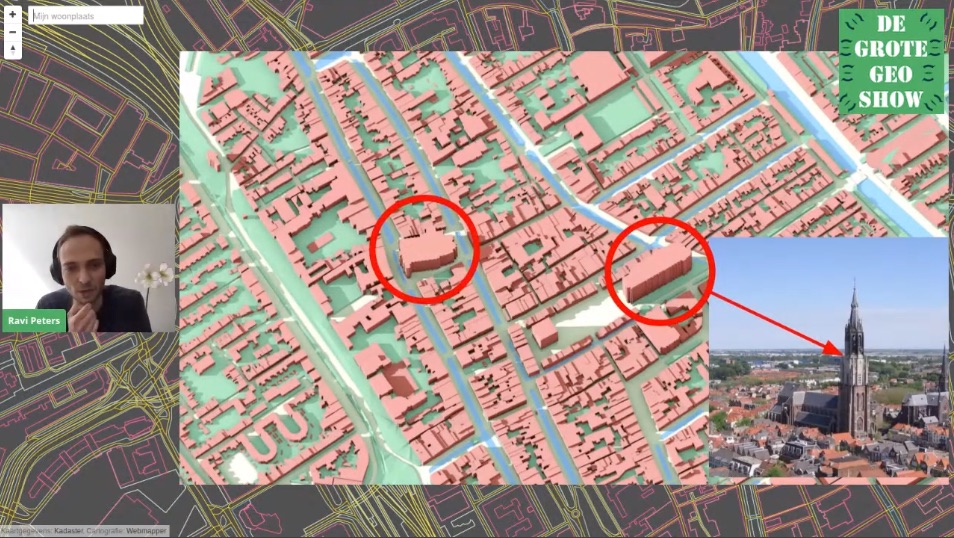 +
Mijn woonplaats
−
▲
DE
GROTE
GEO
SHOW
Ravi Peters
Kaartgegevens: Kadaster, Cartografie: Webmapper